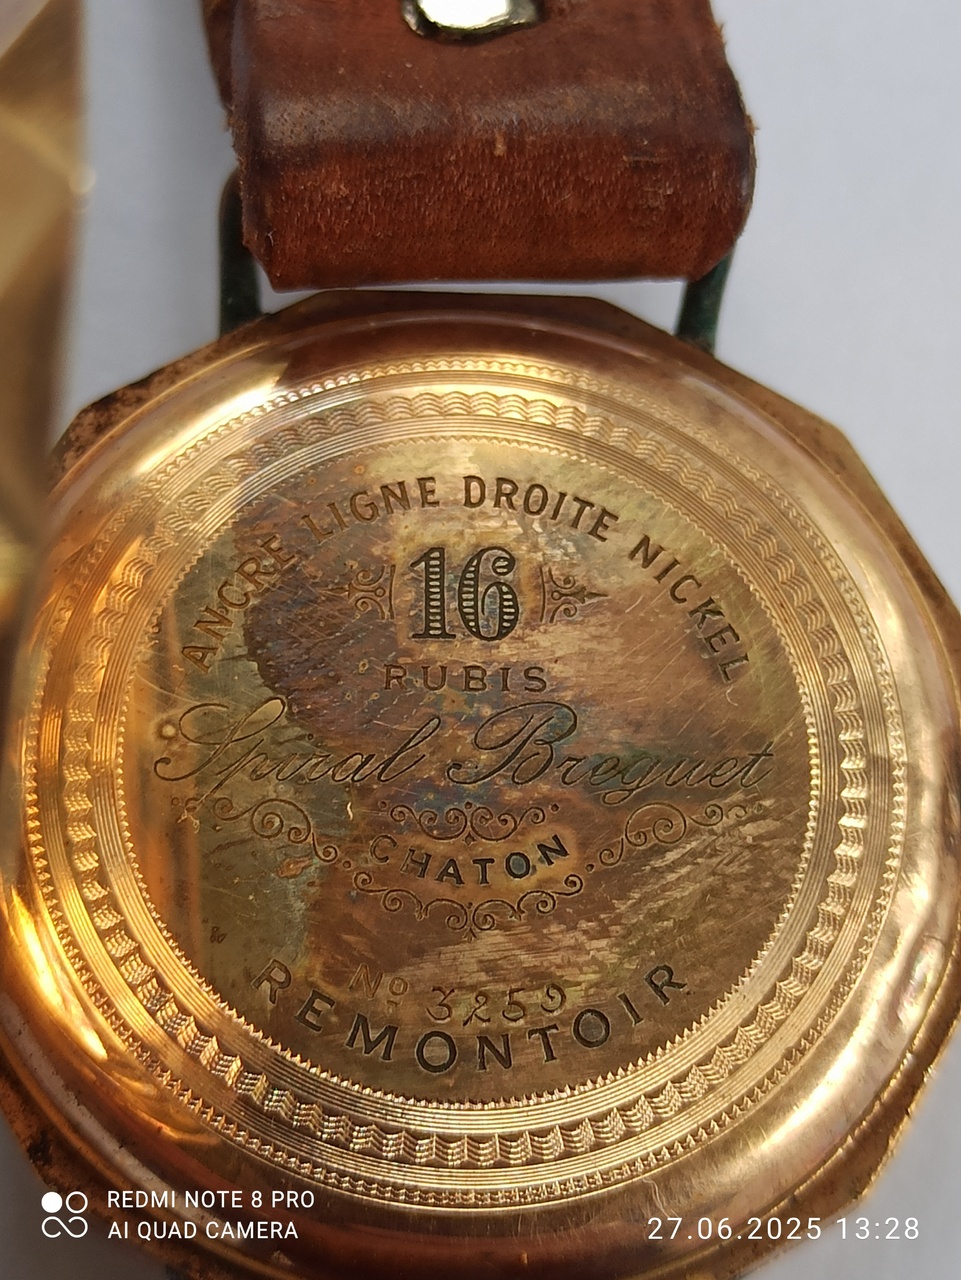 ANCRE LIGNE DROITE NICKEL
16
RUBIS
Spiral Breguet
CHATON
No 3259
REMONTOIR
REDMI NOTE 8 PRO
AI QUAD CAMERA
27.06.2025 13:28